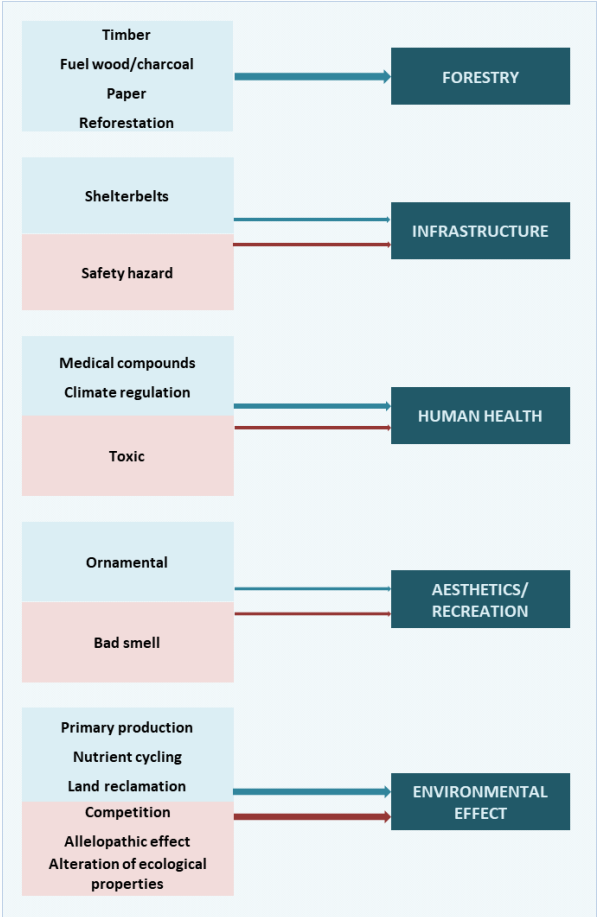 Timber
Fuel wood/charcoal
Paper
Reforestation
FORESTRY
Shelterbelts
Safety hazard
INFRASTRUCTURE
Medical compounds
Climate regulation
Toxic
HUMAN HEALTH
Ornamental
Bad smell
AESTHETICS/
RECREATION
Primary production
Nutrient cycling
Land reclamation
Competition
Allelopathic effect
Alteration of ecological
properties
ENVIRONMENTAL
EFFECT